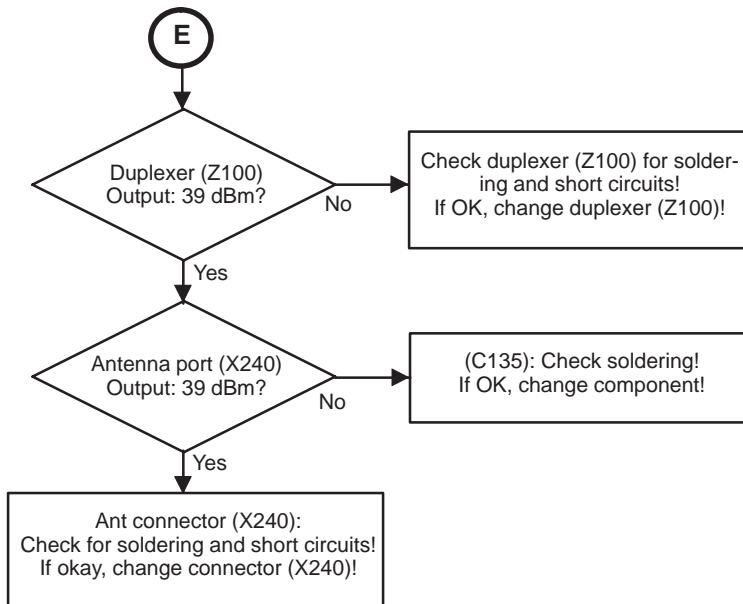 E
Duplexer (Z100)
Output: 39 dBm?
No
Check duplexer (Z100) for solder-
ing and short circuits!
If OK, change duplexer (Z100)!
Yes
Antenna port (X240)
Output: 39 dBm?
No
(C135): Check soldering!
If OK, change component!
Yes
Ant connector (X240):
Check for soldering and short circuits!
If okay, change connector (X240)!